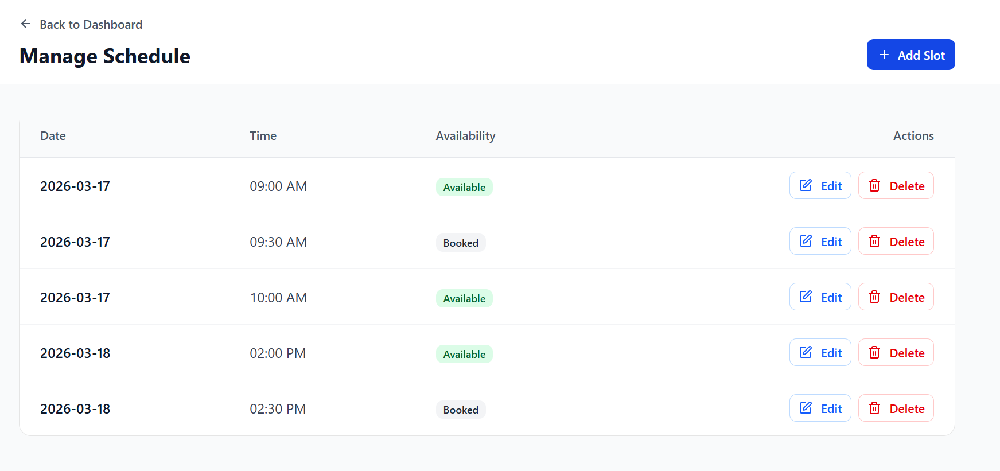 Back to Dashboard
Manage Schedule
Add Slot
Date Time Availability Actions
2026-03-17 09:00 AM Available Edit Delete
2026-03-17 09:30 AM Booked Edit Delete
2026-03-17 10:00 AM Available Edit Delete
2026-03-18 02:00 PM Available Edit Delete
2026-03-18 02:30 PM Booked Edit Delete